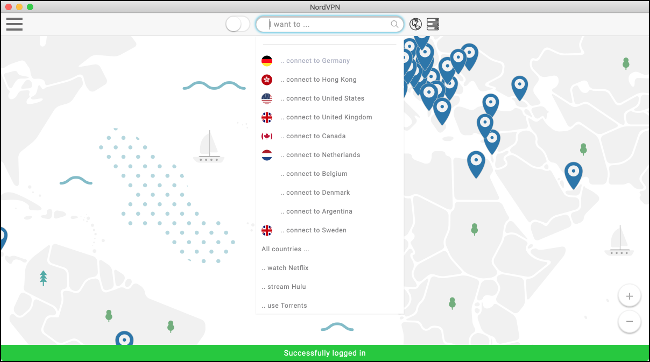 NordVPN
I want to ...
.. connect to Germany
.. connect to Hong Kong
.. connect to United States
.. connect to United Kingdom
.. connect to Canada
.. connect to Netherlands
.. connect to Belgium
.. connect to Denmark
.. connect to Argentina
.. connect to Sweden
All countries ...
.. watch Netflix
.. stream Hulu
.. use Torrents
Successfully logged in